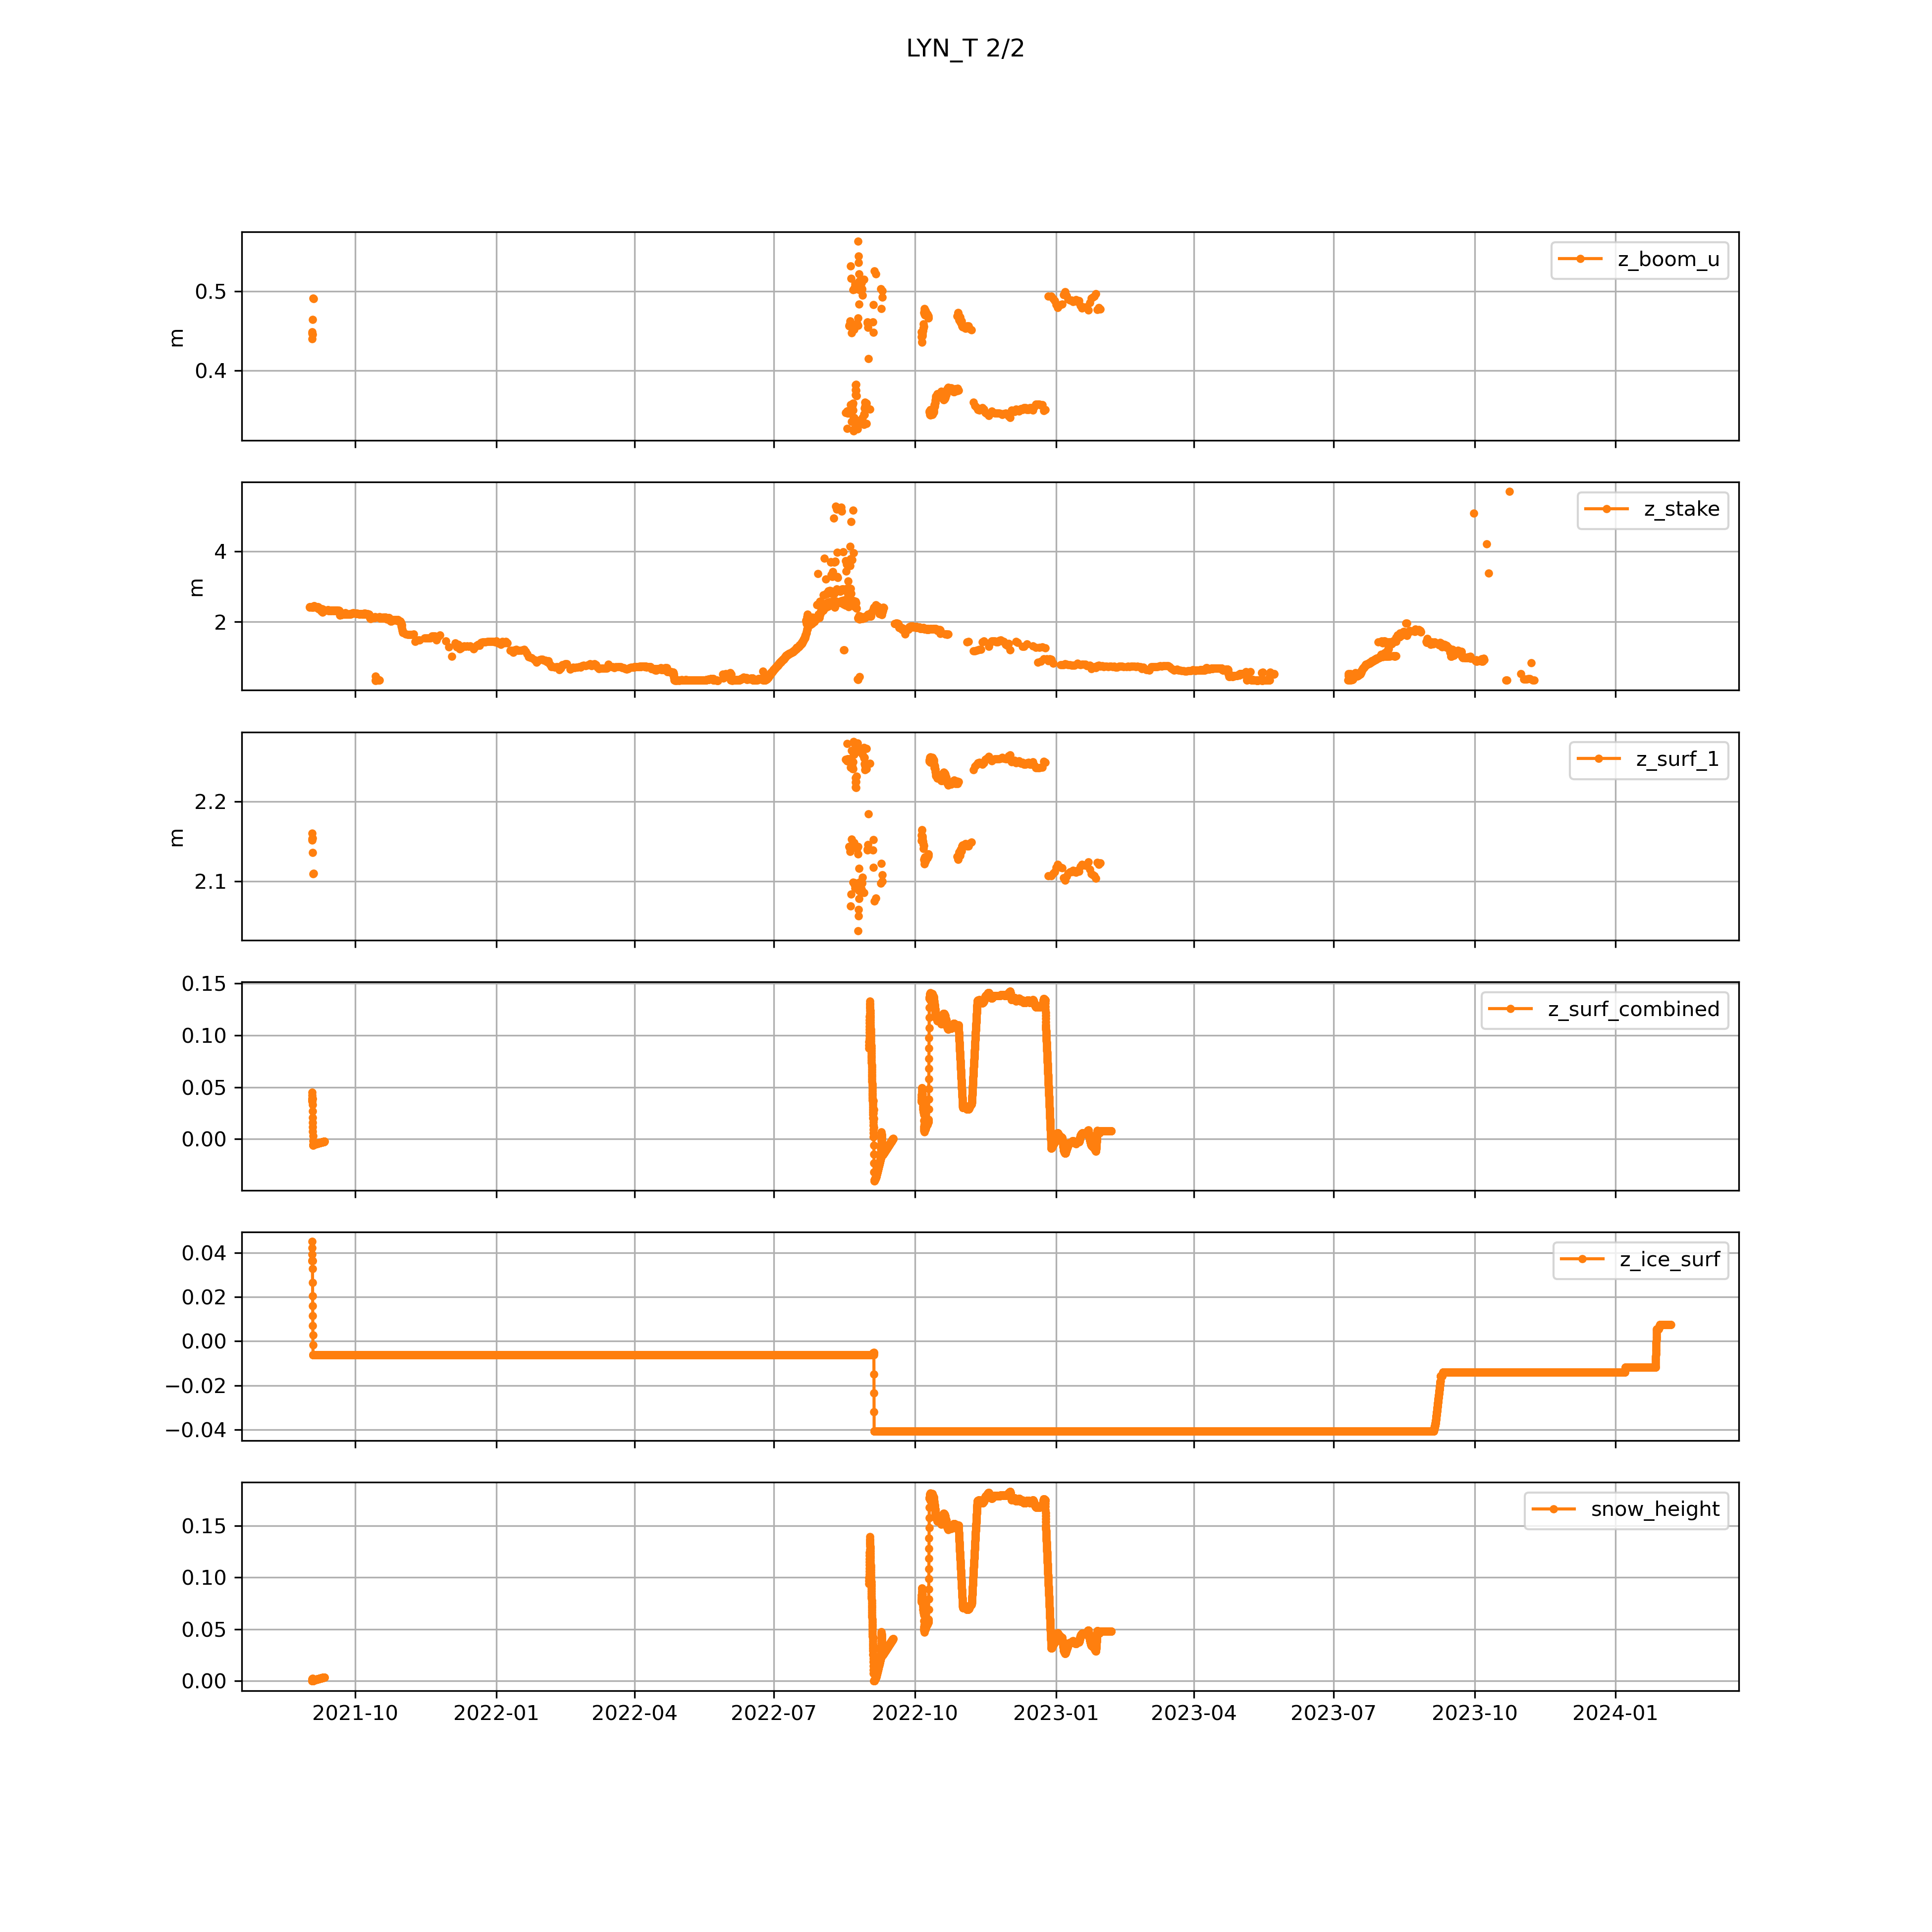 LYN_T 2/2
z_boom_u
0.5
m
0.4
z_stake
4
m
2
z_surf_1
2.2
m
2.1
0.15
z_surf_combined
0.10
0.05
0.00
z_ice_surf
0.04
0.02
0.00
−0.02
−0.04
snow_height
0.15
0.10
0.05
0.00
2021-10 2022-01 2022-04 2022-07 2022-10 2023-01 2023-04 2023-07 2023-10 2024-01